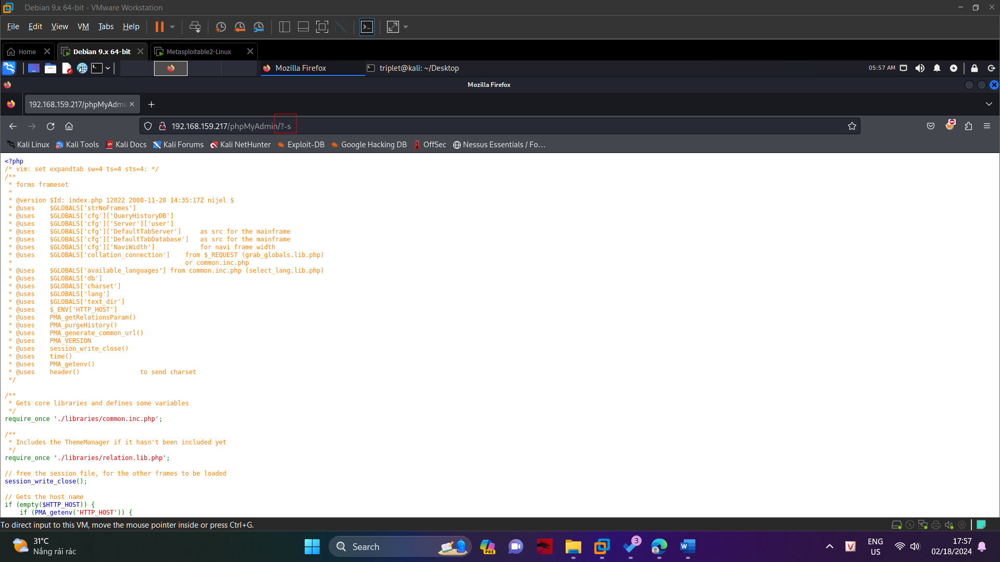 Debian 9.x 64-bit - VMware Workstation
File Edit View VM Tabs Help
Home Debian 9.x 64-bit Metasploitable2-Linux
Mozilla Firefox triplet@kali: ~/Desktop 05:57 AM
Mozilla Firefox
192.168.159.217/phpMyAdmi
192.168.159.217/phpMyAdmin/?-s
Kali Linux Kali Tools Kali Docs Kali Forums Kali NetHunter Exploit-DB Google Hacking DB OffSec Nessus Essentials / Fo…
<?php
/* vim: set expandtab sw=4 ts=4 sts=4: */
/**
 * forms frameset
 *
 * @version $Id: index.php 12022 2008-11-28 14:35:17Z nijel $
 * @uses    $GLOBALS['strNoFrames']
 * @uses    $GLOBALS['cfg']['QueryHistoryDB']
 * @uses    $GLOBALS['cfg']['Server']['user']
 * @uses    $GLOBALS['cfg']['DefaultTabServer']     as src for the mainframe
 * @uses    $GLOBALS['cfg']['DefaultTabDatabase']   as src for the mainframe
 * @uses    $GLOBALS['cfg']['NaviWidth']            for navi frame width
 * @uses    $GLOBALS['collation_connection']    from $_REQUEST (grab_globals.lib.php)
 *                                              or common.inc.php
 * @uses    $GLOBALS['available_languages'] from common.inc.php (select_lang.lib.php)
 * @uses    $GLOBALS['db']
 * @uses    $GLOBALS['charset']
 * @uses    $GLOBALS['lang']
 * @uses    $GLOBALS['text_dir']
 * @uses    $_ENV['HTTP_HOST']
 * @uses    PMA_getRelationsParam()
 * @uses    PMA_purgeHistory()
 * @uses    PMA_generate_common_url()
 * @uses    PMA_VERSION
 * @uses    session_write_close()
 * @uses    time()
 * @uses    PMA_getenv()
 * @uses    header()                to send charset
 */
/**
 * Gets core libraries and defines some variables
 */
require_once './libraries/common.inc.php';
/**
 * Includes the ThemeManager if it hasn't been included yet
 */
require_once './libraries/relation.lib.php';
// free the session file, for the other frames to be loaded
session_write_close();
// Gets the host name
if (empty($HTTP_HOST)) {
    if (PMA_getenv('HTTP_HOST')) {
To direct input to this VM, move the mouse pointer inside or press Ctrl+G.
31°C
Nắng rải rác
Search
PRE
3
V
ENG
US
17:57
02/18/2024